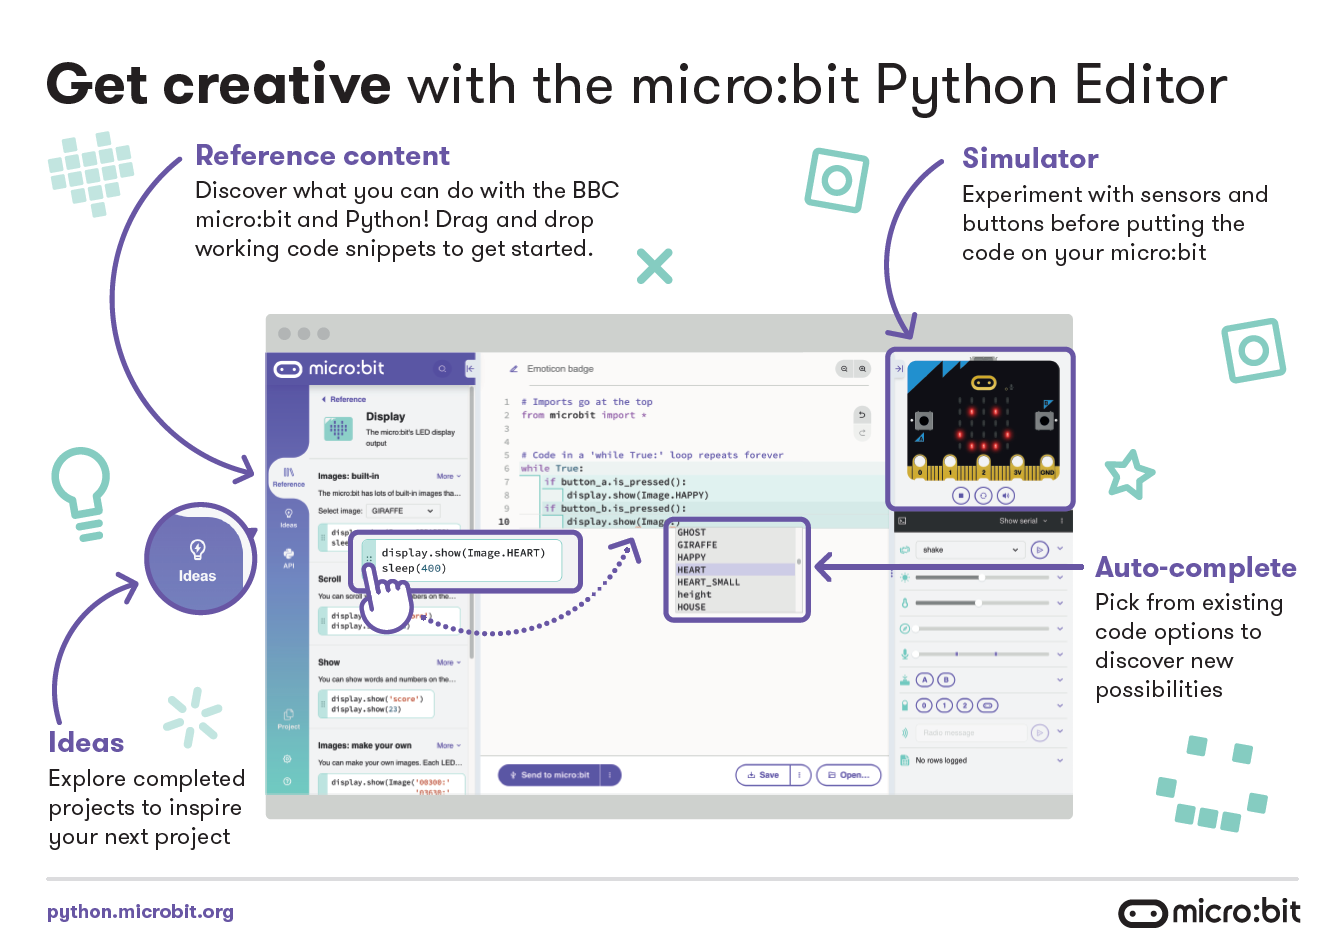 Get creative with the micro:bit Python Editor
Reference content
Discover what you can do with the BBC
micro:bit and Python! Drag and drop
working code snippets to get started.
Simulator
Experiment with sensors and
buttons before putting the
code on your micro:bit
micro:bit
Reference
Display
The micro:bit's LED display
output
Images: built-in
More
The micro:bit has lots of built-in images tha...
Select image:
GIRAFFE
Reference
Ideas
API
Project
display.show(Image.HEART)
sleep(400)
Scroll
Show
More
You can show words and numbers on the...
display.show('score')
display.show(23)
Images: make your own
More
You can make your own images. Each LED...
display.show(Image('00300:'
'03630:'
Emoticon badge
1 # Imports go at the top
2 from microbit import *
3
4
5 # Code in a 'while True:' loop repeats forever
6 while True:
7 if button_a.is_pressed():
8 display.show(Image.HAPPY)
9 if button_b.is_pressed():
10 display.show(Image.)
GHOST
GIRAFFE
HAPPY
HEART
HEART_SMALL
height
HOUSE
Send to micro:bit
Save
Open...
0 1 2 3V GND
Show serial
shake
A B
0 1 2
Radio message
No rows logged
Ideas
Auto-complete
Pick from existing
code options to
discover new
possibilities
Ideas
Explore completed
projects to inspire
your next project
python.microbit.org
micro:bit